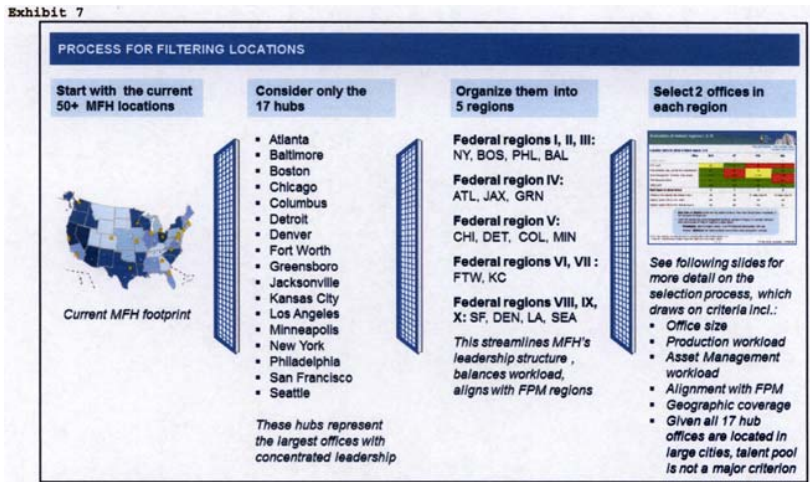 Exhibit 7
PROCESS FOR FILTERING LOCATIONS
Start with the current
50+ MFH locations
Current MFH footprint
Consider only the
17 hubs
▪ Atlanta
▪ Baltimore
▪ Boston
▪ Chicago
▪ Columbus
▪ Detroit
▪ Denver
▪ Fort Worth
▪ Greensboro
▪ Jacksonville
▪ Kansas City
▪ Los Angeles
▪ Minneapolis
▪ New York
▪ Philadelphia
▪ San Francisco
▪ Seattle
These hubs represent
the largest offices with
concentrated leadership
Organize them into
5 regions
Federal regions I, II, III:
NY, BOS, PHL, BAL
Federal region IV:
ATL, JAX, GRN
Federal region V:
CHI, DET, COL, MIN
Federal regions VI, VII :
FTW, KC
Federal regions VIII, IX,
X: SF, DEN, LA, SEA
This streamlines MFH's
leadership structure ,
balances workload,
aligns with FPM regions
Select 2 offices in
each region
See following slides for
more detail on the
selection process, which
draws on criteria incl.:
▪ Office size
▪ Production workload
▪ Asset Management
workload
▪ Alignment with FPM
▪ Geographic coverage
▪ Given all 17 hub
offices are located in
large cities, talent pool
is not a major criterion